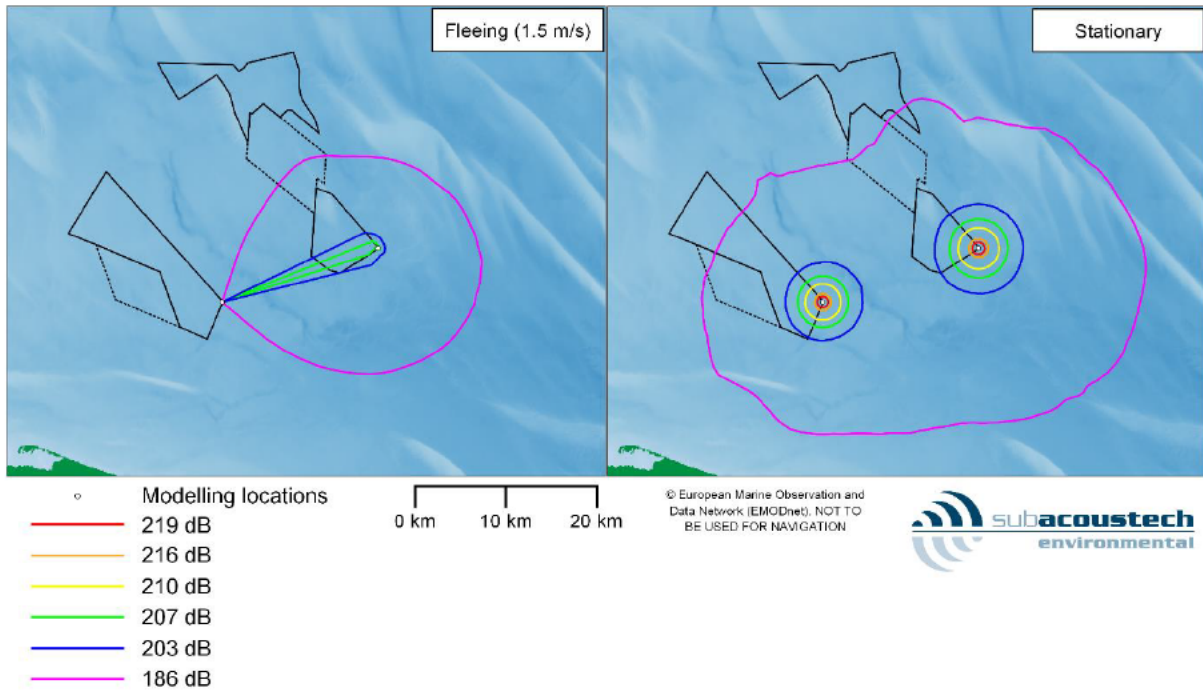 Fleeing (1.5 m/s)
Stationary
Modelling locations
219 dB
216 dB
210 dB
207 dB
203 dB
186 dB
0 km 10 km 20 km
© European Marine Observation and
Data Network (EMODnet). NOT TO
BE USED FOR NAVIGATION
subacoustech
environmental